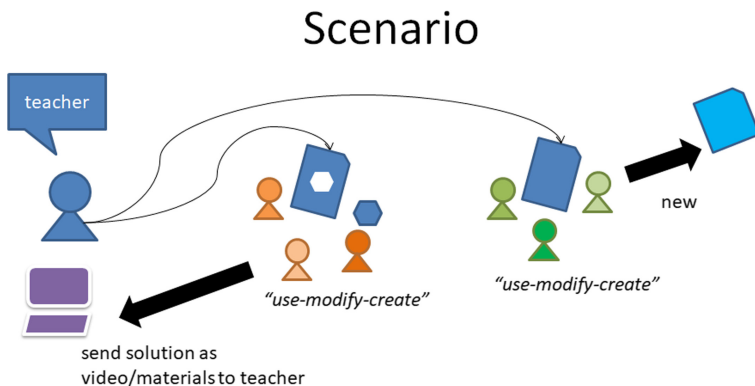 Scenario
teacher
new
"use-modify-create"
"use-modify-create"
send solution as
video/materials to teacher